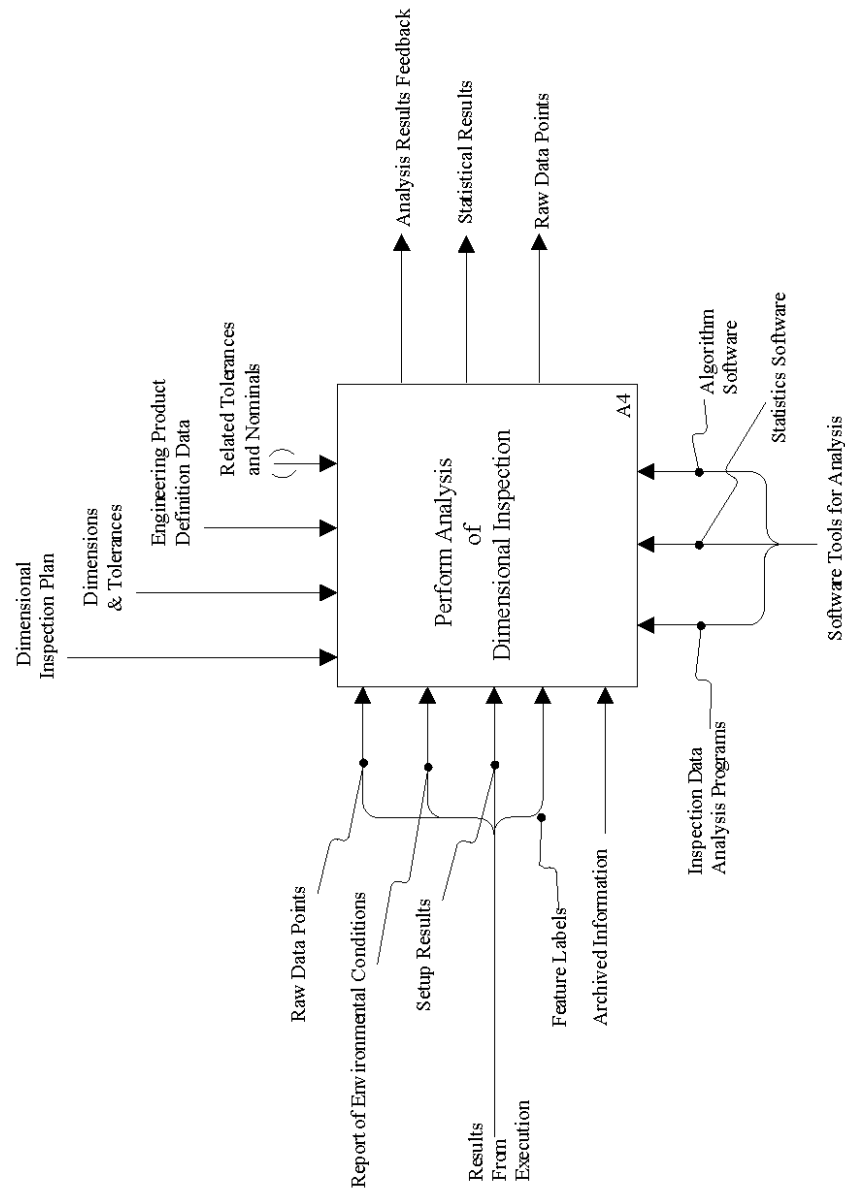 Dimensional
Inspection Plan
Dimensions
& Tolerances
Engineering Product
Definition Data
Related Tolerances
and Nominals
Raw Data Points
Report of Environmental Conditions
Setup Results
Results
From
Execution
Feature Labels
Archived Information
Perform Analysis
of
Dimensional Inspection
A4
Analysis Results Feedback
Statistical Results
Raw Data Points
Inspection Data
Analysis Programs
Algorithm
Software
Statistics Software
Software Tools for Analysis